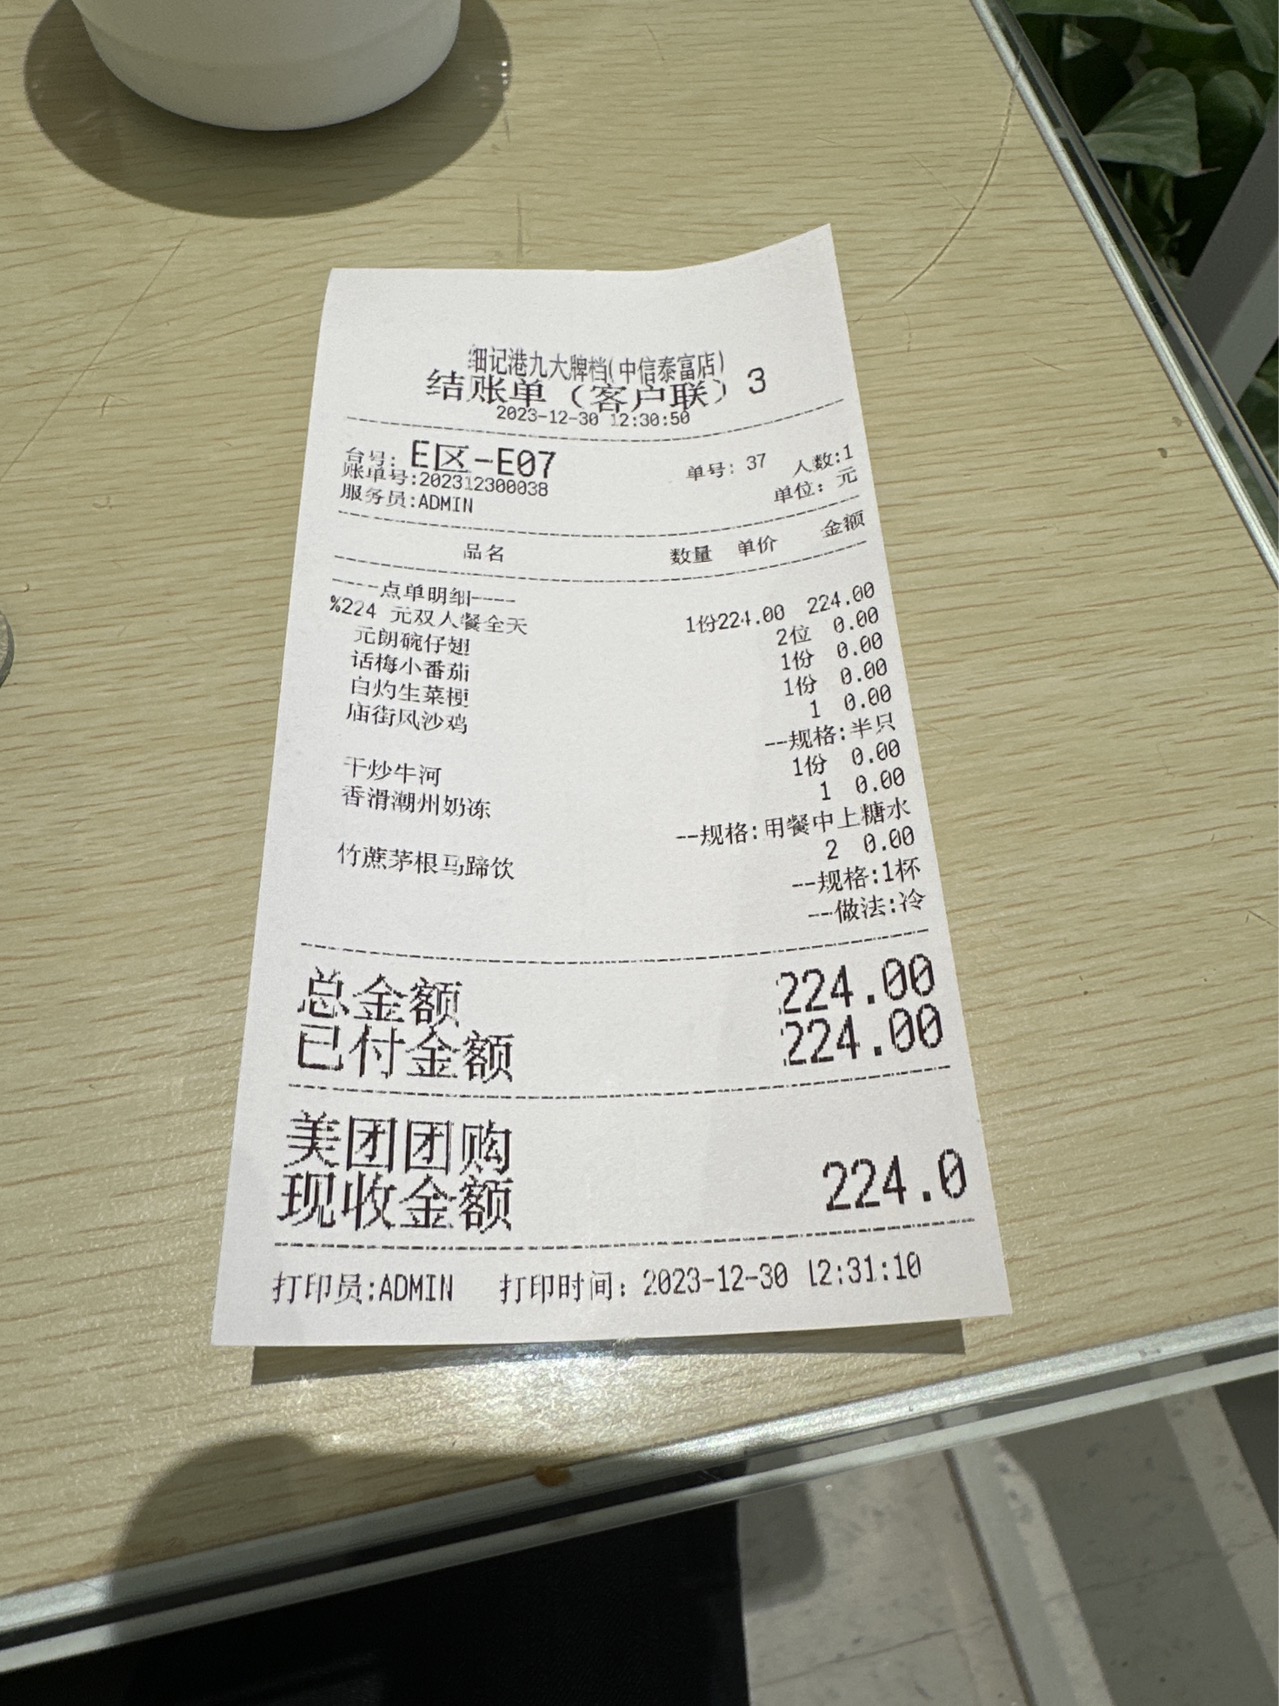 细记港九大牌档(中信泰富店)
结账单（客户联）3
2023-12-30 12:30:50
台号: E区-E07 单号: 37 人数:1
账单号:202312300038 单位: 元
服务员:ADMIN
品名 数量 单价 金额
----点单明细----
%224 元双人餐全天 1份224.00 224.00
元朗碗仔翅 2位 0.00
话梅小番茄 1份 0.00
白灼生菜梗 1份 0.00
庙街风沙鸡 1 0.00
--规格:半只
干炒牛河 1份 0.00
香滑潮州奶冻 1 0.00
--规格:用餐中上糖水
竹蔗茅根马蹄饮 2 0.00
--规格:1杯
--做法:冷
总金额 224.00
已付金额 224.00
美团团购
现收金额 224.0
打印员:ADMIN 打印时间: 2023-12-30 12:31:10